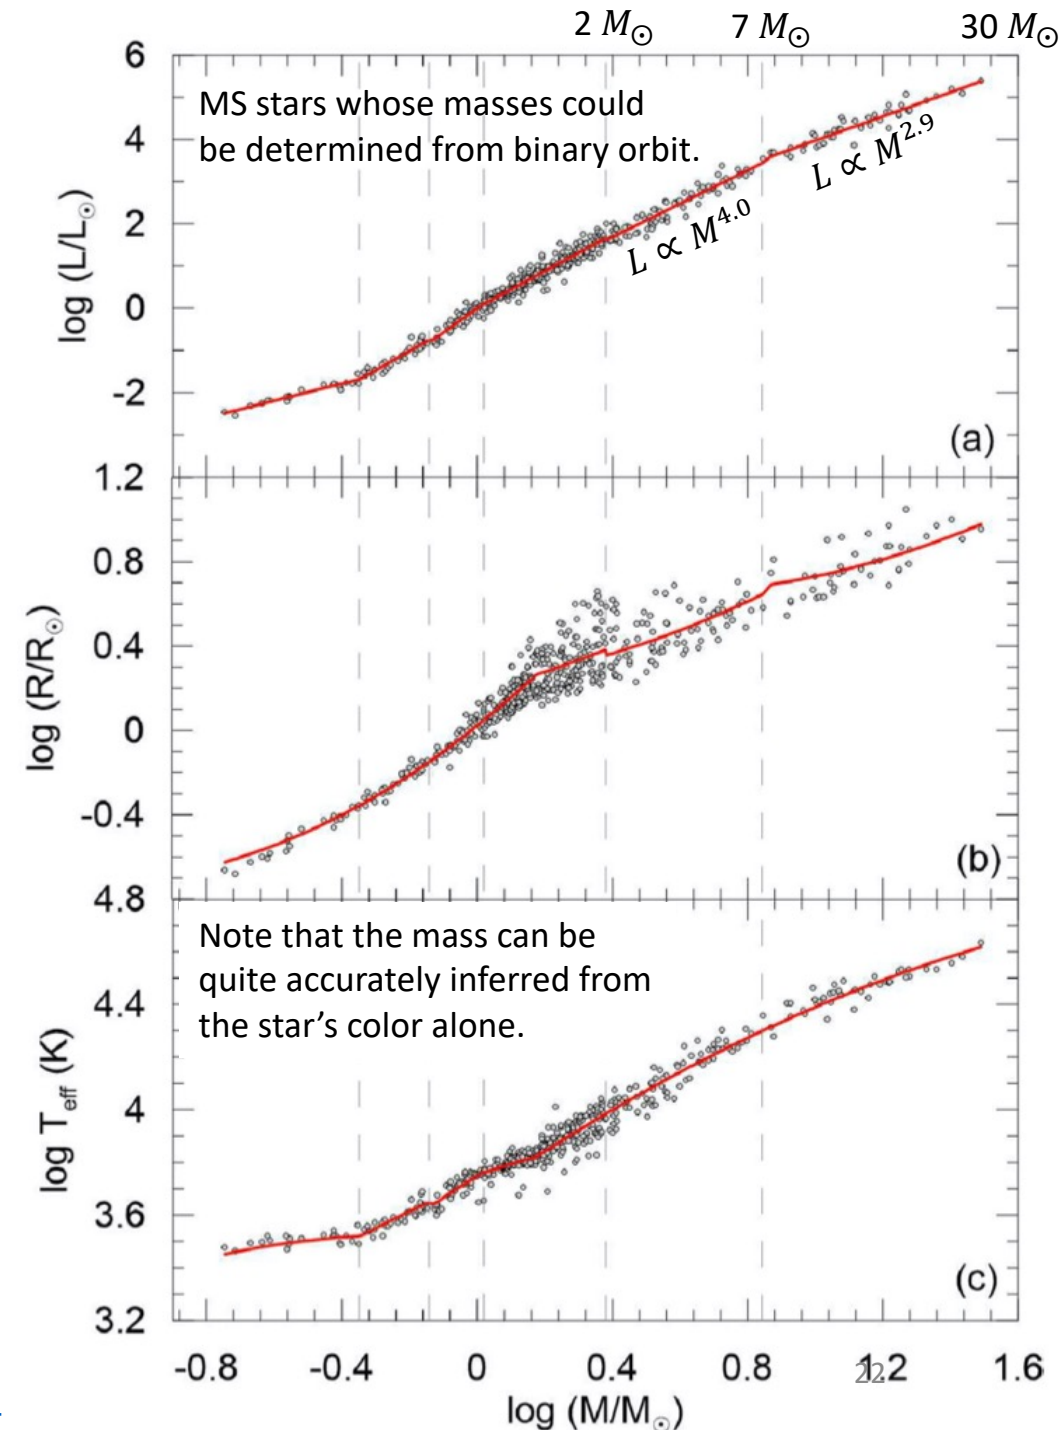 2 M☉ 7 M☉ 30 M☉
6
MS stars whose masses could
be determined from binary orbit.
4
2
0
-2
log (L/L☉)
L ∝ M^4.0
L ∝ M^2.9
(a)
1.2
0.8
0.4
0
-0.4
log (R/R☉)
(b)
4.8
Note that the mass can be
quite accurately inferred from
the star's color alone.
4.4
4
3.6
3.2
log T_eff (K)
(c)
-0.8 -0.4 0 0.4 0.8 1.2 1.6
22
log (M/M☉)